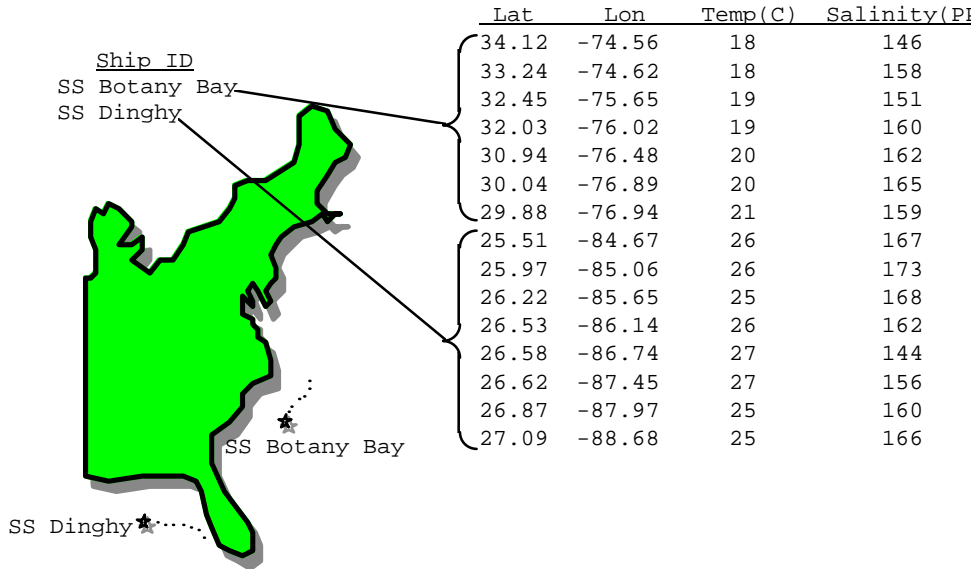 Lat Lon Temp(C) Salinity(PP
34.12 -74.56 18 146
Ship ID
33.24 -74.62 18 158
SS Botany Bay
32.45 -75.65 19 151
SS Dinghy
32.03 -76.02 19 160
30.94 -76.48 20 162
30.04 -76.89 20 165
29.88 -76.94 21 159
25.51 -84.67 26 167
25.97 -85.06 26 173
26.22 -85.65 25 168
26.53 -86.14 26 162
26.58 -86.74 27 144
26.62 -87.45 27 156
26.87 -87.97 25 160
27.09 -88.68 25 166
SS Botany Bay
SS Dinghy